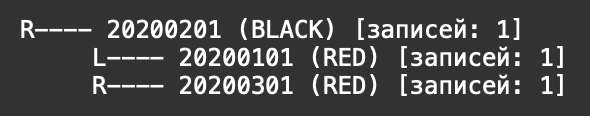 R---- 20200201 (BLACK) [записей: 1]
L---- 20200101 (RED) [записей: 1]
R---- 20200301 (RED) [записей: 1]